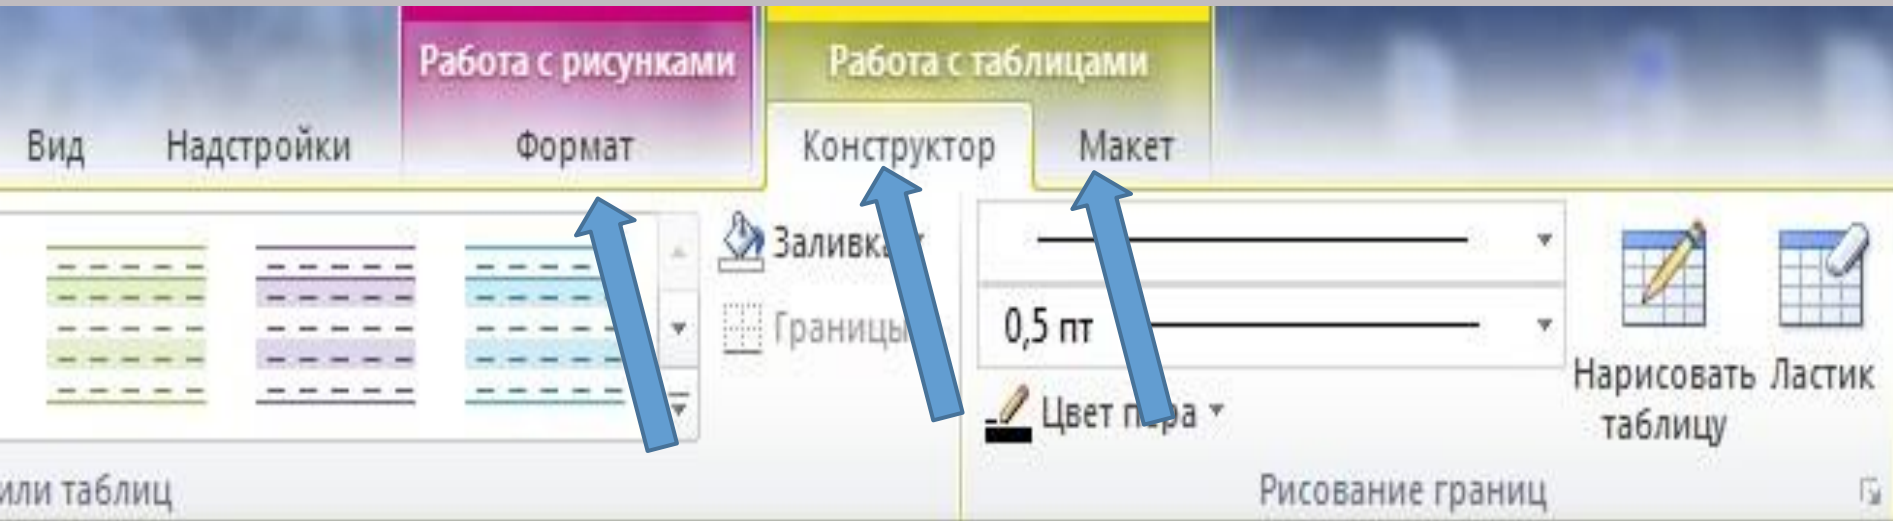 Работа с рисунками Работа с таблицами
Вид Надстройки Формат Конструктор Макет
Заливка
Границы
0,5 пт
Цвет пера
Нарисовать таблицу
Ластик
или таблиц
Рисование границ